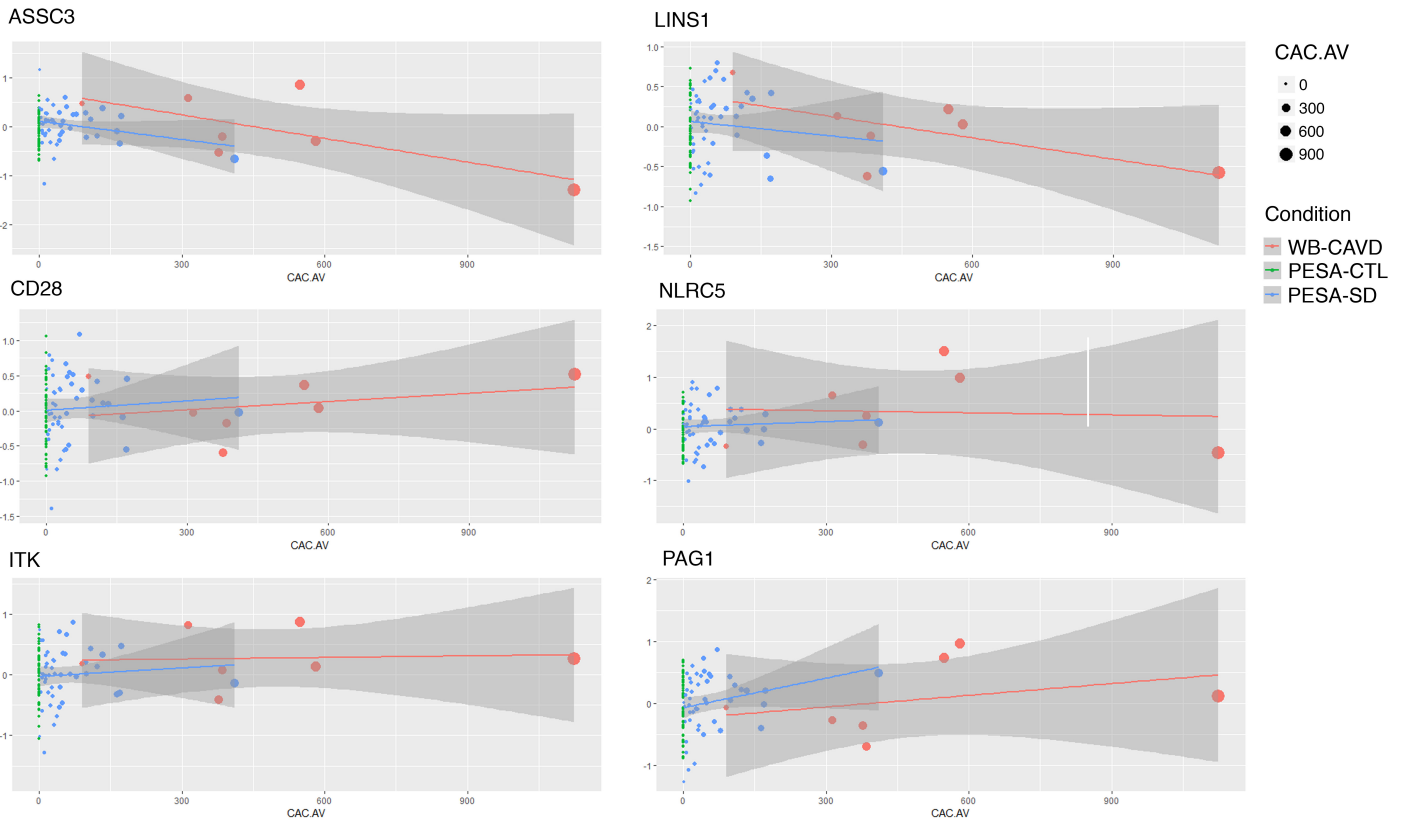 ASSC3
1
0
-1
-2
0 300 600 900
CAC.AV
LINS1
1.0
0.5
0.0
-0.5
-1.0
-1.5
0 300 600 900
CAC.AV
CAC.AV
0
300
600
900
Condition
WB-CAVD
PESA-CTL
PESA-SD
CD28
1.0
0.5
0.0
-0.5
-1.0
-1.5
0 300 600 900
CAC.AV
NLRC5
2
1
0
-1
0 300 600 900
CAC.AV
ITK
1
0
-1
0 300 600 900
CAC.AV
PAG1
2
1
0
-1
0 300 600 900
CAC.AV